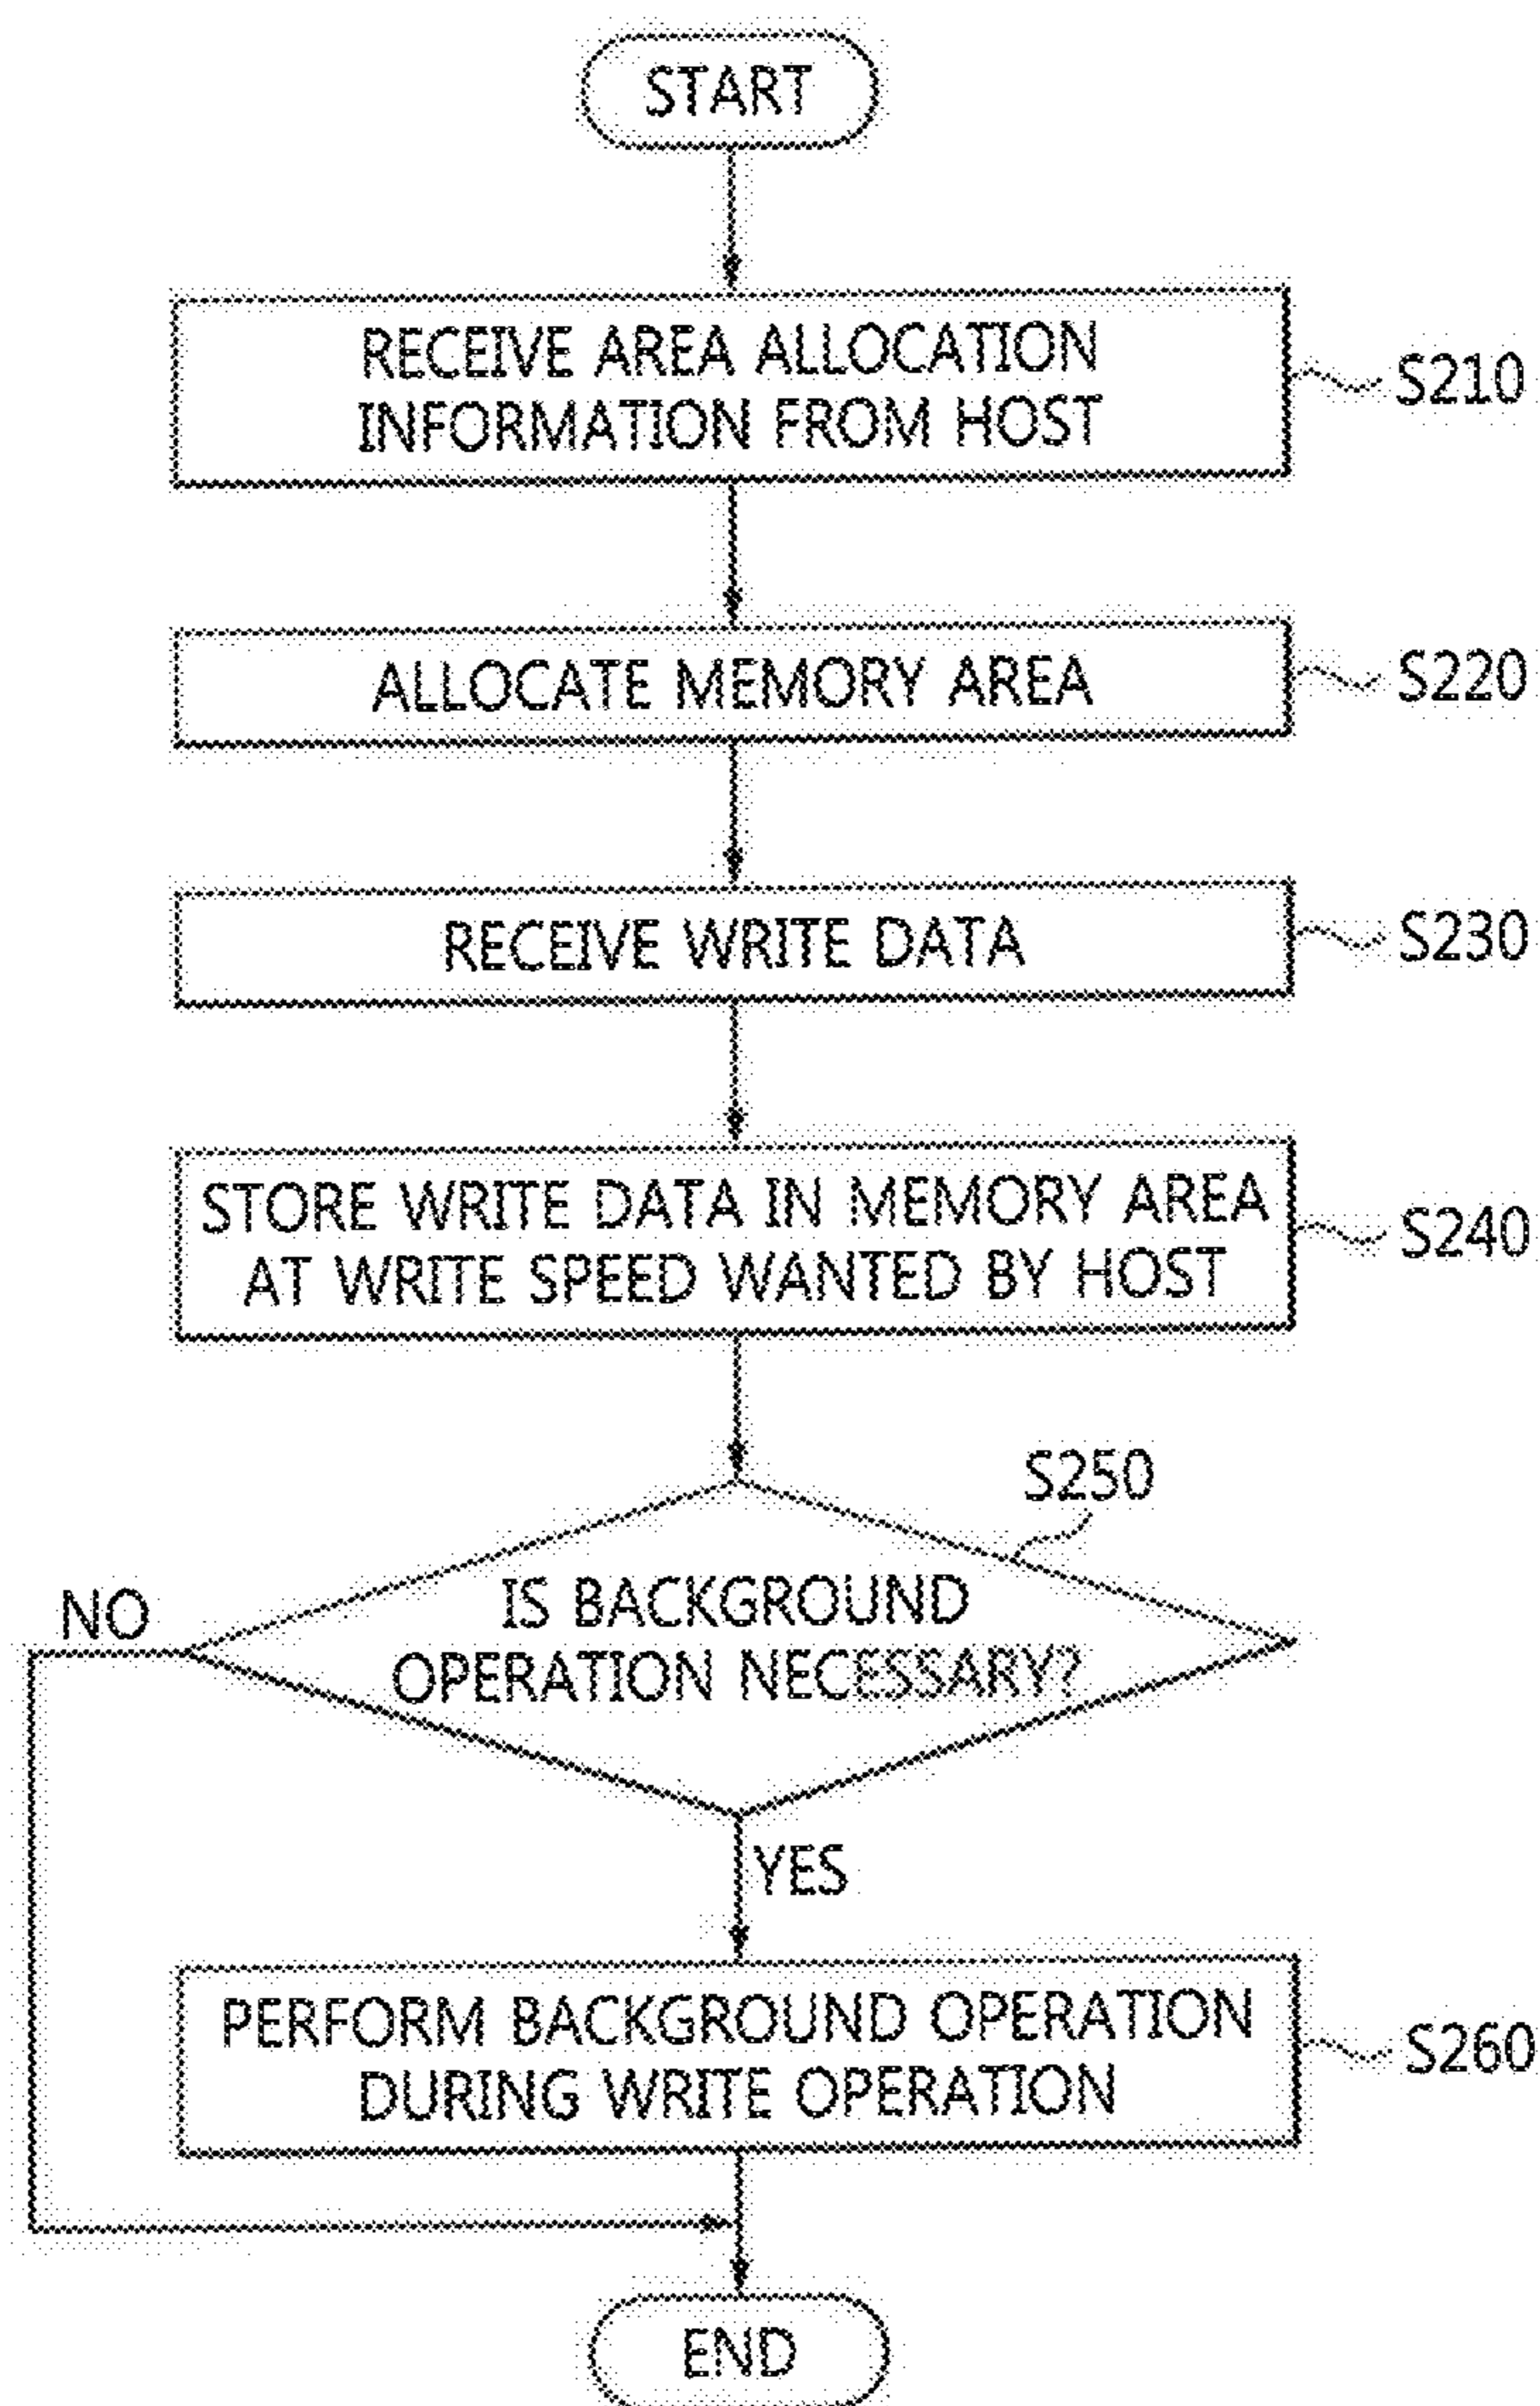 START
RECEIVE AREA ALLOCATION
INFORMATION FROM HOST
S210
ALLOCATE MEMORY AREA
S220
RECEIVE WRITE DATA
S230
STORE WRITE DATA IN MEMORY AREA
AT WRITE SPEED WANTED BY HOST
S240
S250
IS BACKGROUND
OPERATION NECESSARY?
NO
YES
PERFORM BACKGROUND OPERATION
DURING WRITE OPERATION
S260
END